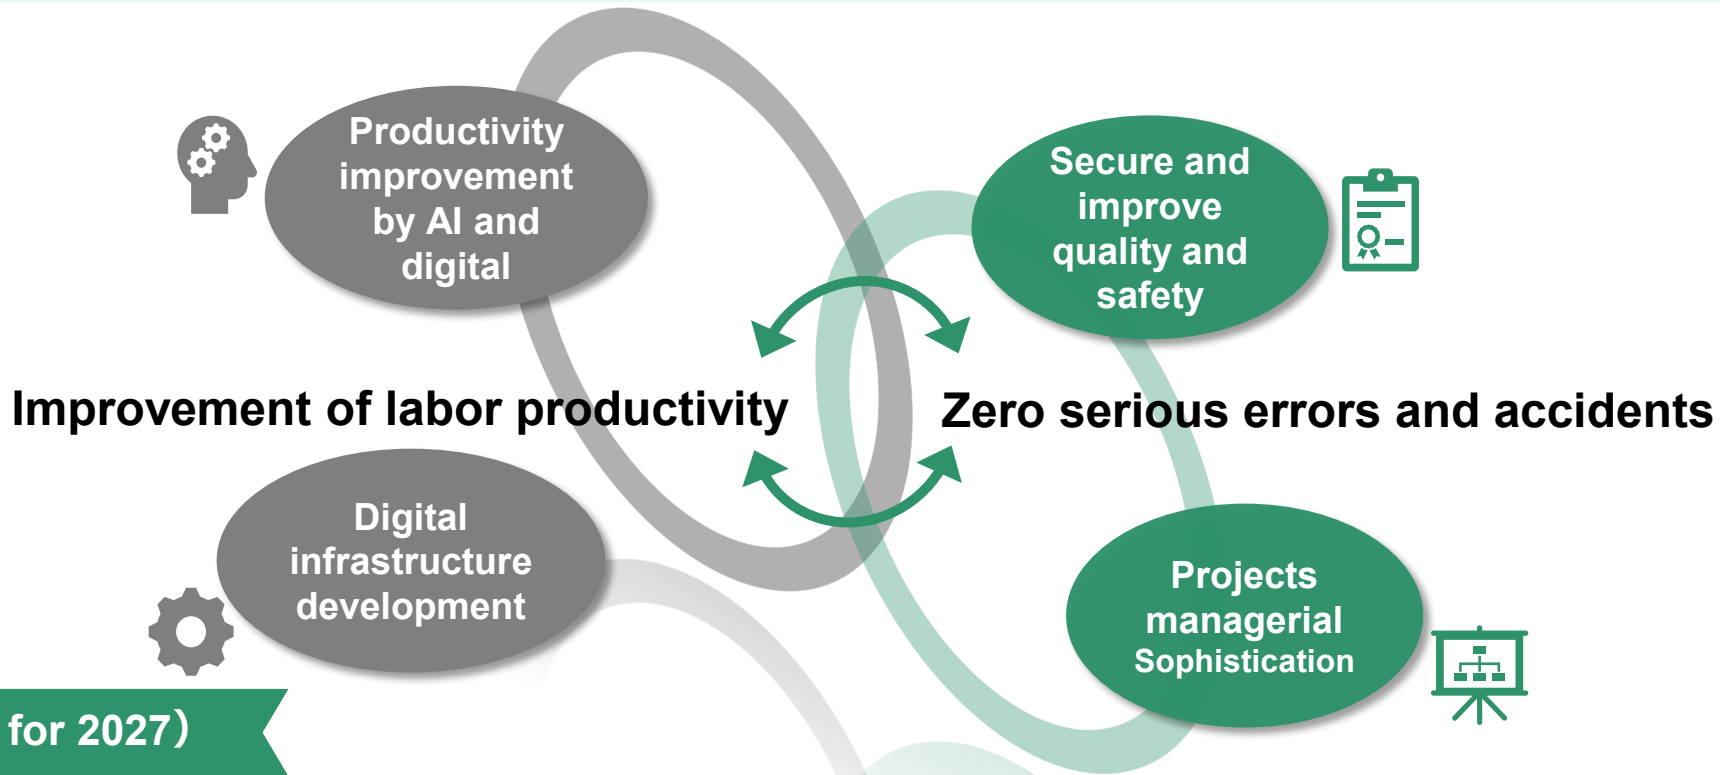 Productivity
improvement
by AI and
digital
Secure and
improve
quality and
safety
Improvement of labor productivity
Zero serious errors and accidents
Digital
infrastructure
development
Projects
managerial
Sophistication
for 2027）